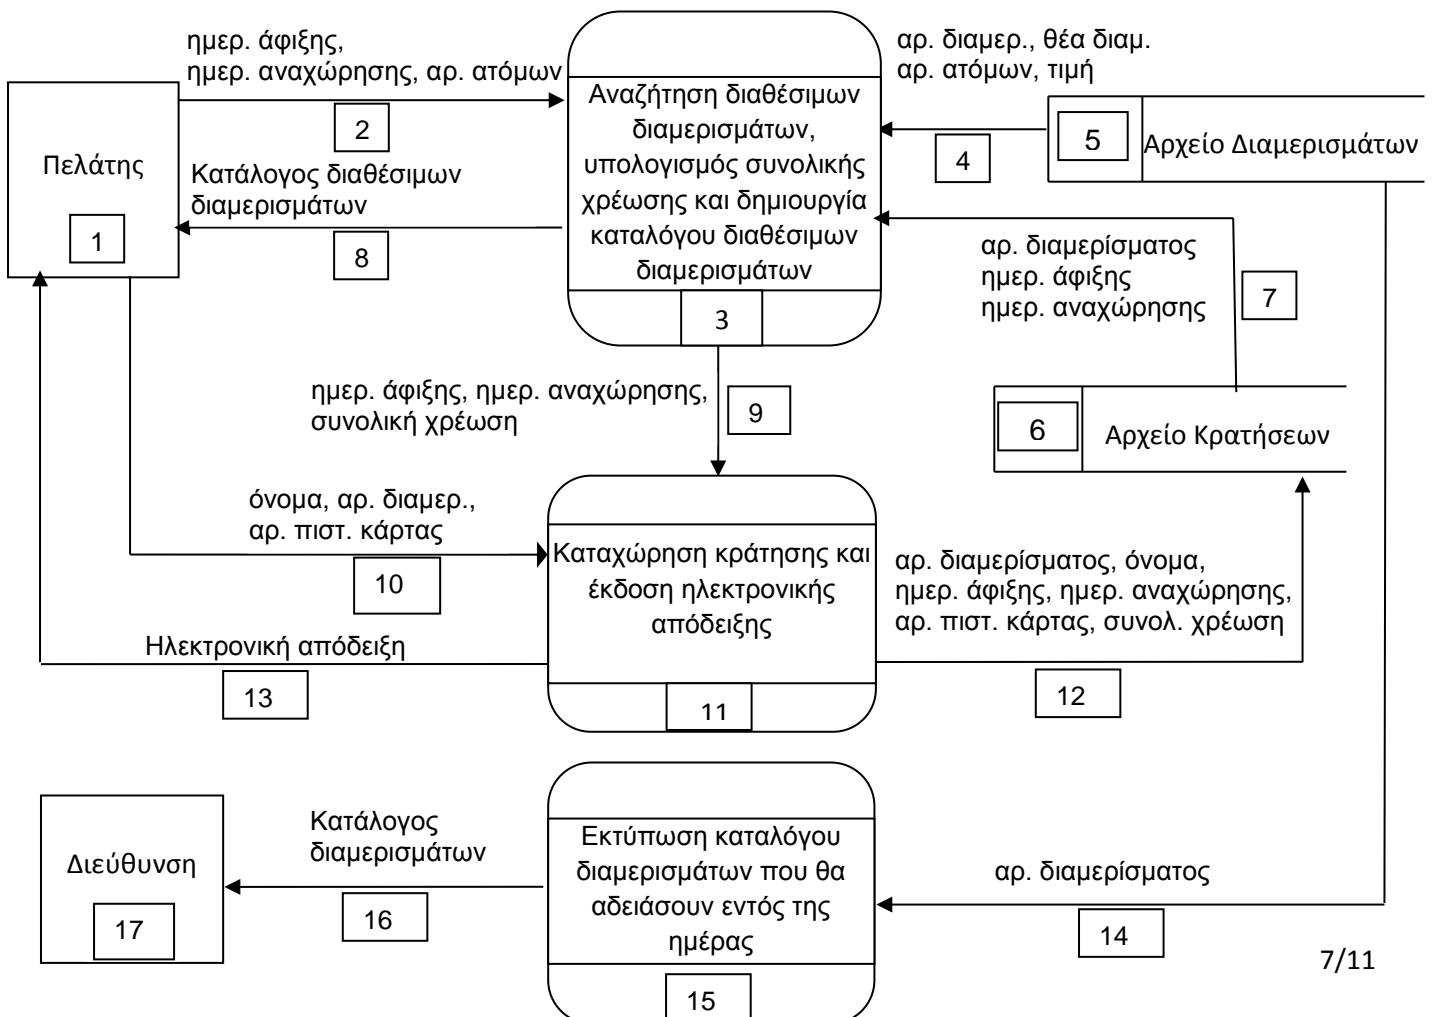 ημερ. άφιξης,
ημερ. αναχώρησης, αρ. ατόμων
2
Πελάτης
1
Κατάλογος διαθέσιμων
διαμερισμάτων
8
Αναζήτηση διαθέσιμων
διαμερισμάτων,
υπολογισμός συνολικής
χρέωσης και δημιουργία
καταλόγου διαθέσιμων
διαμερισμάτων
3
αρ. διαμερ., θέα διαμ.
αρ. ατόμων, τιμή
4
5
Αρχείο Διαμερισμάτων
αρ. διαμερίσματος
ημερ. άφιξης
ημερ. αναχώρησης
7
6
Αρχείο Κρατήσεων
ημερ. άφιξης, ημερ. αναχώρησης,
συνολική χρέωση
9
όνομα, αρ. διαμερ.,
αρ. πιστ. κάρτας
10
Καταχώρηση κράτησης και
έκδοση ηλεκτρονικής
απόδειξης
11
αρ. διαμερίσματος, όνομα,
ημερ. άφιξης, ημερ. αναχώρησης,
αρ. πιστ. κάρτας, συνολ. χρέωση
12
Ηλεκτρονική απόδειξη
13
Διεύθυνση
17
Κατάλογος
διαμερισμάτων
16
Εκτύπωση καταλόγου
διαμερισμάτων που θα
αδειάσουν εντός της
ημέρας
15
αρ. διαμερίσματος
14
7/11